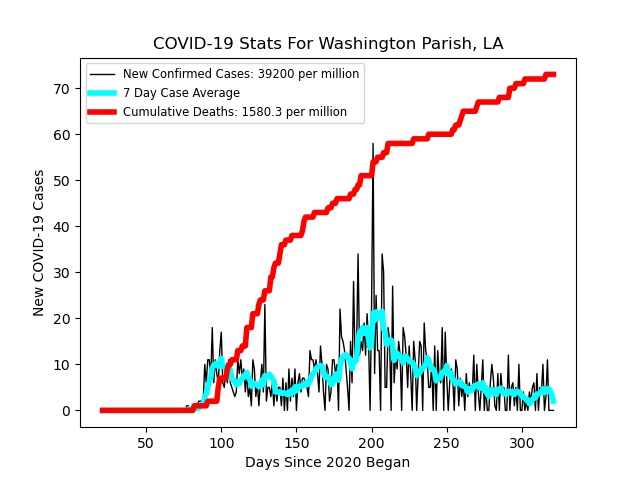 COVID-19 Stats For Washington Parish, LA
New Confirmed Cases: 39200 per million
7 Day Case Average
Cumulative Deaths: 1580.3 per million
New COVID-19 Cases
70
60
50
40
30
20
10
0
50 100 150 200 250 300
Days Since 2020 Began